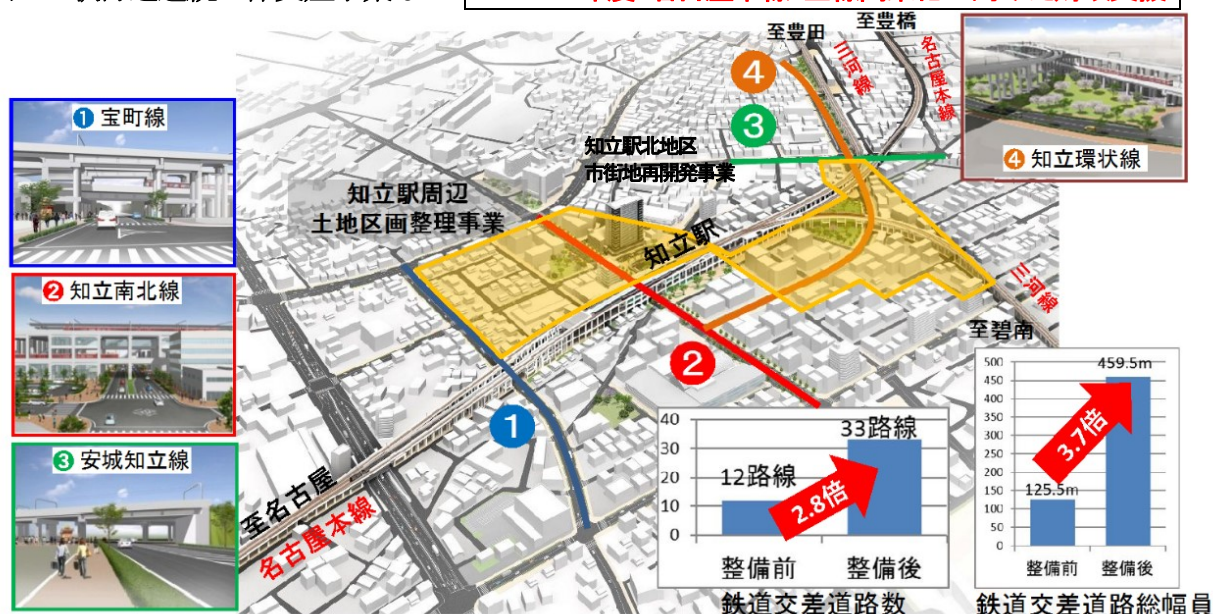 至豊田
至豊橋
三河線
名古屋本線
④
③
① 宝町線
知立駅北地区
市街地再開発事業
④ 知立環状線
知立駅周辺
土地区画整理事業
知立駅
三河線
至碧南
② 知立南北線
②
①
③ 安城知立線
至名古屋
名古屋本線
40
30
20
10
0
12路線
33路線
2.8倍
整備前
整備後
鉄道交差道路数
500
450
400
350
300
250
200
150
100
50
0
125.5m
459.5m
3.7倍
整備前
整備後
鉄道交差道路総幅員